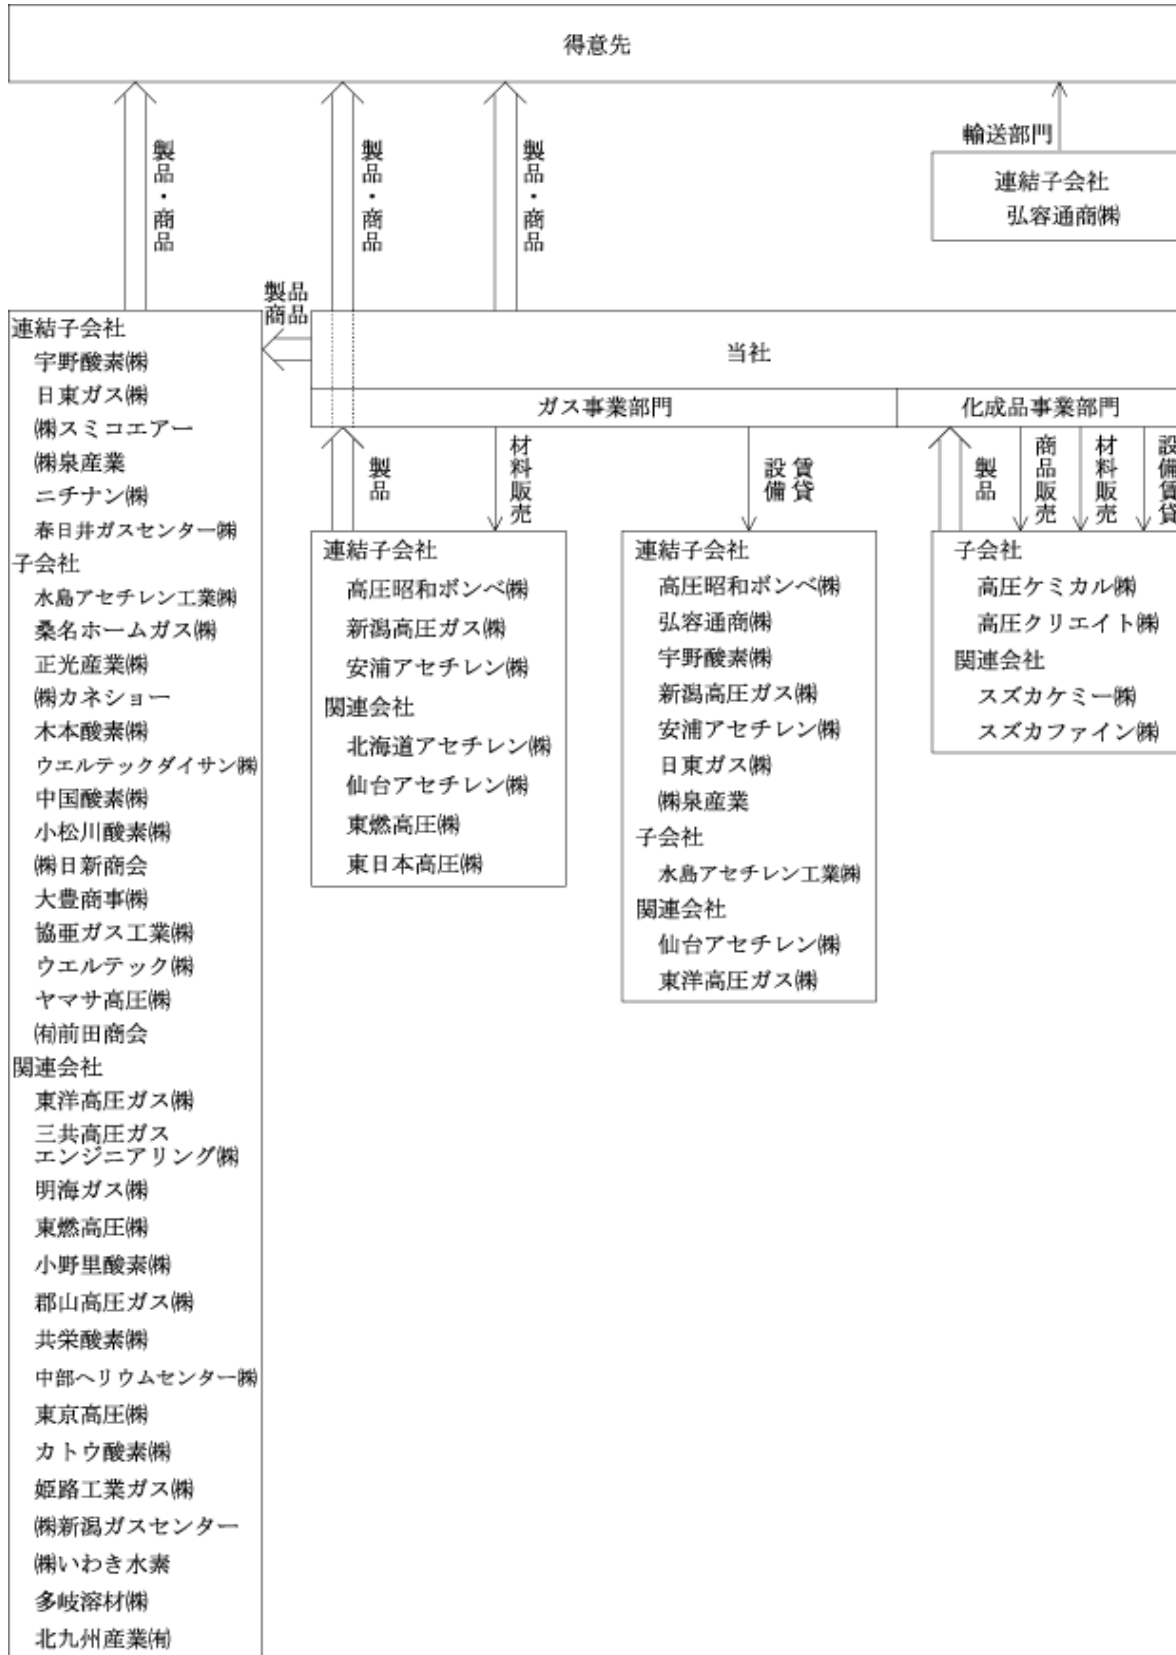 得意先
製品・商品
製品・商品
製品・商品
輸送部門
連結子会社
弘容通商㈱
製品
商品
当社
ガス事業部門
化成品事業部門
連結子会社
宇野酸素㈱
日東ガス㈱
㈱スミコエアー
㈱泉産業
ニチナン㈱
春日井ガスセンター㈱
子会社
水島アセチレン工業㈱
桑名ホームガス㈱
正光産業㈱
㈱カネショー
木本酸素㈱
ウエルテックダイサン㈱
中国酸素㈱
小松川酸素㈱
㈱日新商会
大豊商事㈱
協亜ガス工業㈱
ウエルテック㈱
ヤマサ高圧㈱
㈲前田商会
関連会社
東洋高圧ガス㈱
三共高圧ガス
エンジニアリング㈱
明海ガス㈱
東燃高圧㈱
小野里酸素㈱
郡山高圧ガス㈱
共栄酸素㈱
中部ヘリウムセンター㈱
東京高圧㈱
カトウ酸素㈱
姫路工業ガス㈱
㈱新潟ガスセンター
㈱いわき水素
多岐溶材㈱
北九州産業㈲
製品
材料販売
連結子会社
高圧昭和ボンベ㈱
新潟高圧ガス㈱
安浦アセチレン㈱
関連会社
北海道アセチレン㈱
仙台アセチレン㈱
東燃高圧㈱
東日本高圧㈱
設備
賃貸
連結子会社
高圧昭和ボンベ㈱
弘容通商㈱
宇野酸素㈱
新潟高圧ガス㈱
安浦アセチレン㈱
日東ガス㈱
㈱泉産業
子会社
水島アセチレン工業㈱
関連会社
仙台アセチレン㈱
東洋高圧ガス㈱
製品
商品販売
材料販売
設備賃貸
子会社
高圧ケミカル㈱
高圧クリエイト㈱
関連会社
スズカケミー㈱
スズカファイン㈱